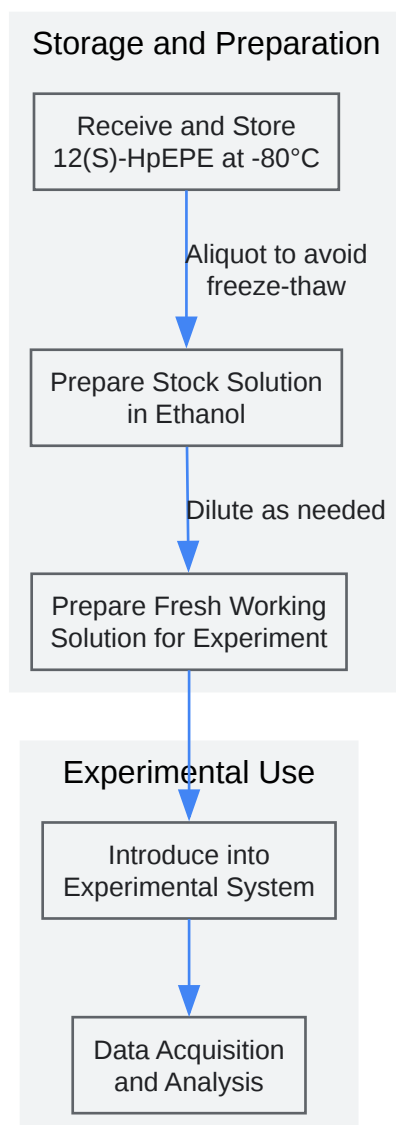 Storage and Preparation
Receive and Store
12(S)-HpEPE at -80°C
Aliquot to avoid
freeze-thaw
Prepare Stock Solution
in Ethanol
Dilute as needed
Prepare Fresh Working
Solution for Experiment
Experimental Use
Introduce into
Experimental System
Data Acquisition
and Analysis